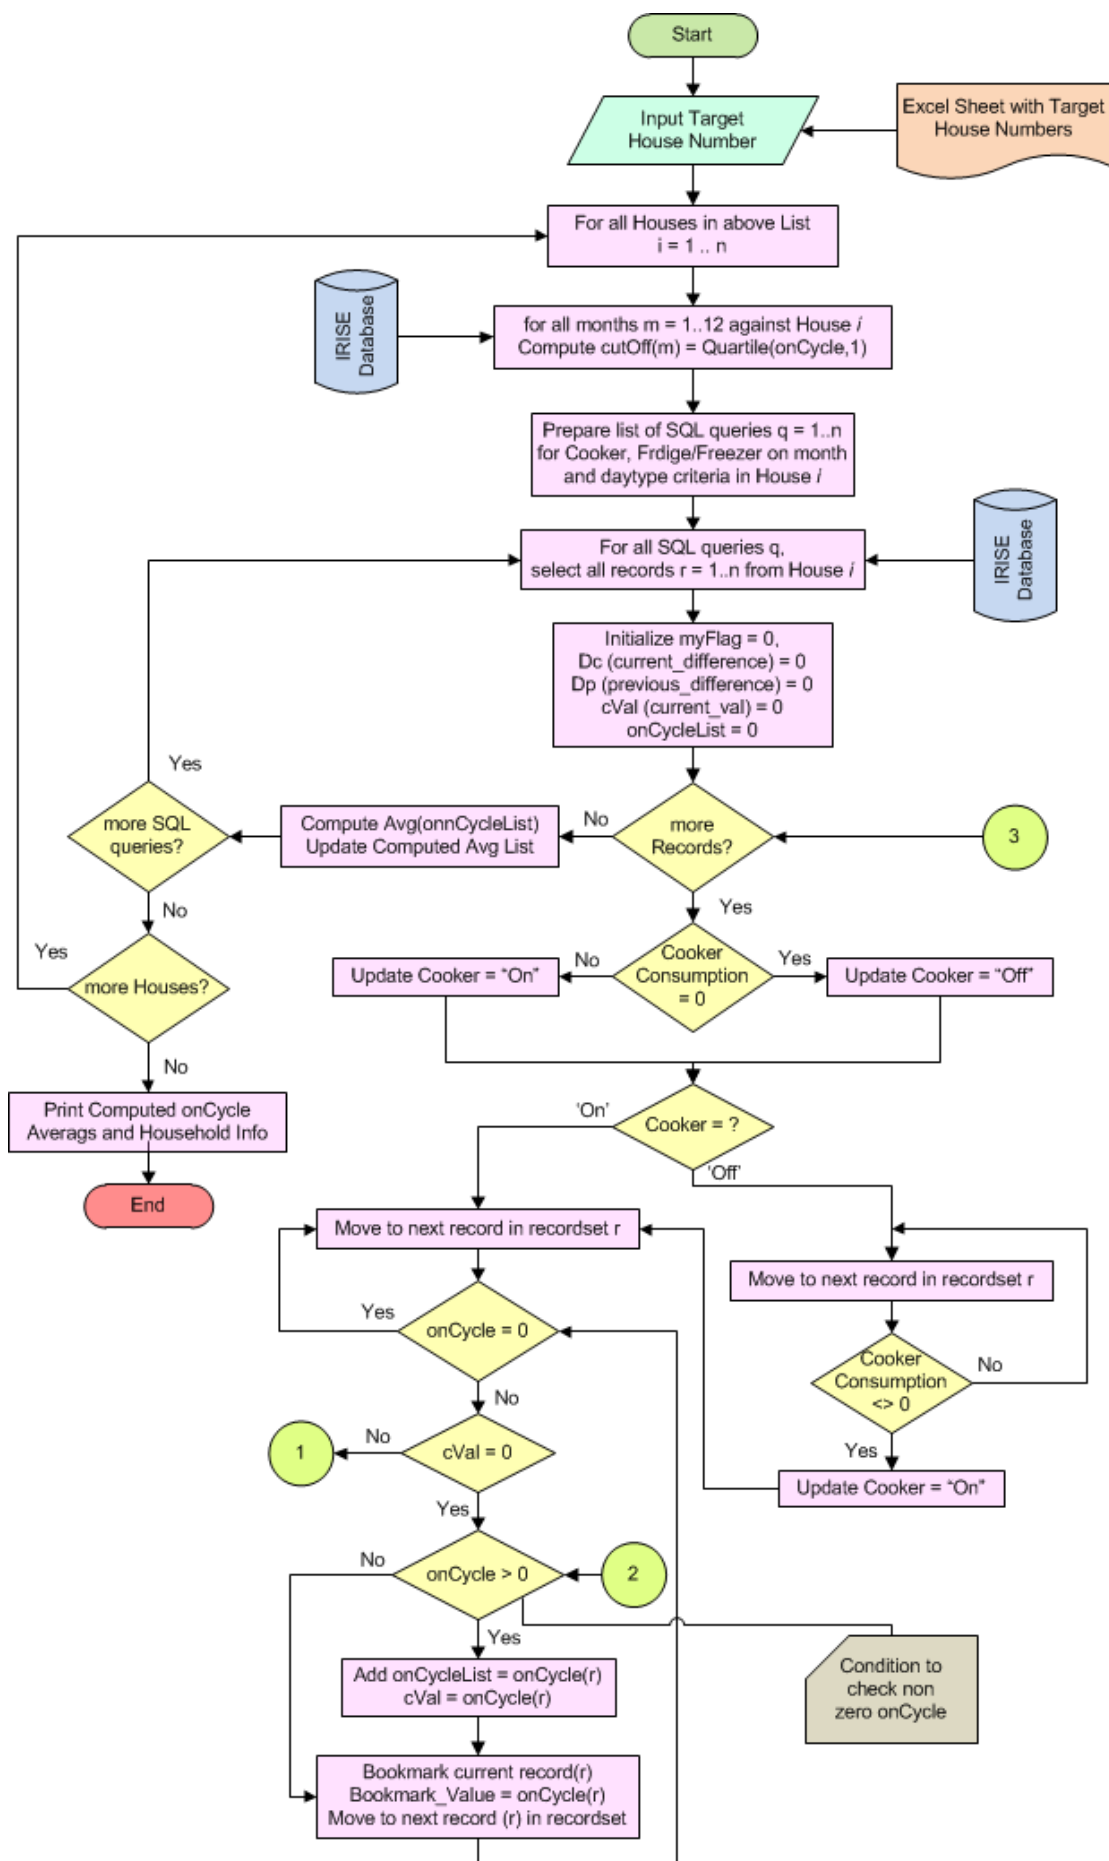 Start
Input Target
House Number
Excel Sheet with Target
House Numbers
For all Houses in above List
i = 1 .. n
IRISE
Database
for all months m = 1..12 against House i
Compute cutOff(m) = Quartile(onCycle,1)
Prepare list of SQL queries q = 1..n
for Cooker, Frdige/Freezer on month
and daytype criteria in House i
For all SQL queries q,
select all records r = 1..n from House i
IRISE
Database
Initialize myFlag = 0,
Dc (current_difference) = 0
Dp (previous_difference) = 0
cVal (current_val) = 0
onCycleList = 0
Yes
more SQL
queries?
Compute Avg(onnCycleList)
Update Computed Avg List
No
more
Records?
3
No
Yes
Yes
more Houses?
Update Cooker = “On”
No
Cooker
Consumption
= 0
Yes
Update Cooker = “Off”
No
Print Computed onCycle
Averags and Household Info
End
'On'
Cooker = ?
'Off'
Move to next record in recordset r
Move to next record in recordset r
Yes
onCycle = 0
Cooker
Consumption
<> 0
No
No
1
No
cVal = 0
Yes
Update Cooker = “On”
Yes
No
onCycle > 0
2
Yes
Add onCycleList = onCycle(r)
cVal = onCycle(r)
Condition to
check non
zero onCycle
Bookmark current record(r)
Bookmark_Value = onCycle(r)
Move to next record (r) in recordset